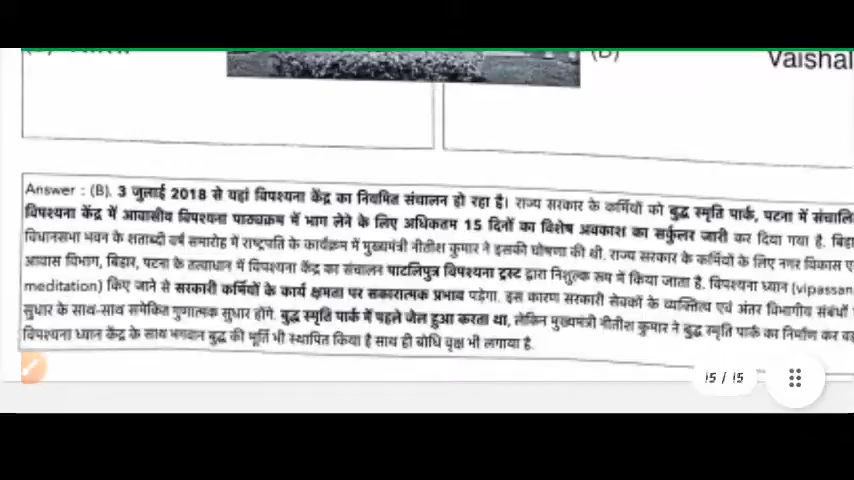 (D) Vaishal
Answer : (B). 3 जुलाई 2018 से यहां विपश्यना केंद्र का नियमित संचालन हो रहा है। राज्य सरकार के कर्मियों को बुद्ध स्मृति पार्क, पटना में संचालि
विपश्यना केंद्र में आवासीय विपश्यना पाठ्यक्रम में भाग लेने के लिए अधिकतम 15 दिनों का विशेष अवकाश का सर्कुलर जारी कर दिया गया है. बिहा
विधानसभा भवन के शताब्दी वर्ष समारोह में राष्ट्रपति के कार्यक्रम में मुख्यमंत्री नीतीश कुमार ने इसकी घोषणा की थी. राज्य सरकार के कर्मियों के लिए नगर विकास ए
आवास विभाग, बिहार, पटना के तत्वाधान में विपश्यना केंद्र का संचालन पाटलिपुत्र विपश्यना ट्रस्ट द्वारा निशुल्क रूप में किया जाता है. विपश्यना ध्यान (vipassan
meditation) किए जाने से सरकारी कर्मियों के कार्य क्षमता पर सकारात्मक प्रभाव पड़ेगा. इस कारण सरकारी सेवकों के व्यक्तित्व एवं अंतर विभागीय संबंधों
सुधार के साथ-साथ समेकित गुणात्मक सुधार होंगे. बुद्ध स्मृति पार्क में पहले जेल हुआ करता था, लेकिन मुख्यमंत्री नीतीश कुमार ने बुद्ध स्मृति पार्क का निर्माण कर वह
विपश्यना ध्यान केंद्र के साथ भगवान बुद्ध की मूर्ति भी स्थापित किया है साथ ही बोधि वृक्ष भी लगाया है.
15 / 15